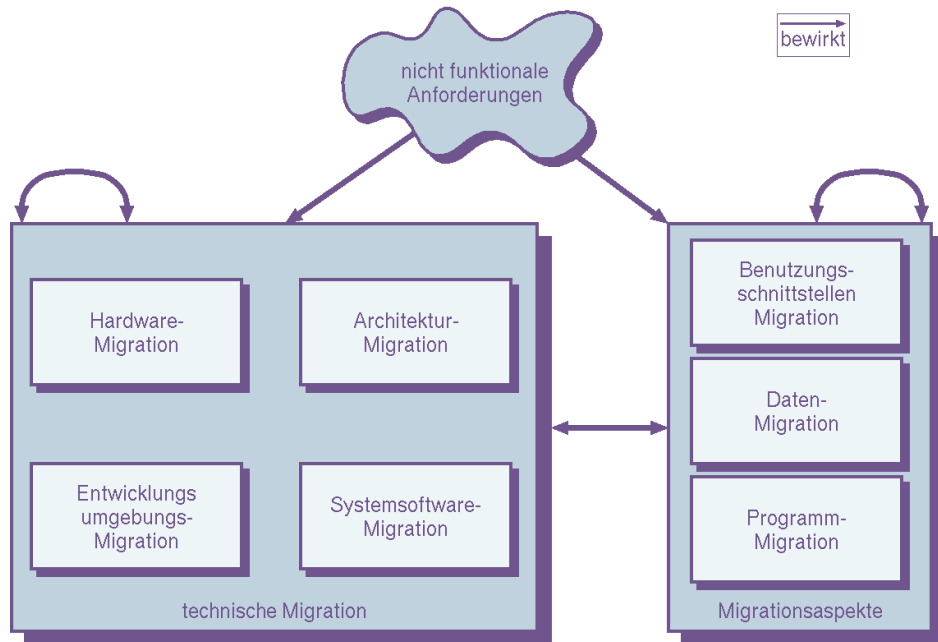 nicht funktionale
Anforderungen
bewirkt
Hardware-
Migration
Architektur-
Migration
Entwicklungs
umgebungs-
Migration
Systemsoftware-
Migration
technische Migration
Benutzungs-
schnittstellen
Migration
Daten-
Migration
Programm-
Migration
Migrationsaspekte